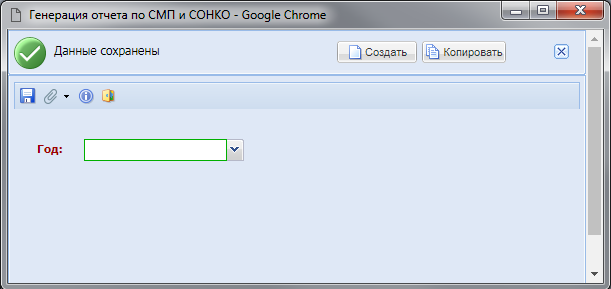 Генерация отчета по СМП и СОНКО - Google Chrome
Данные сохранены
Создать
Копировать
Год: